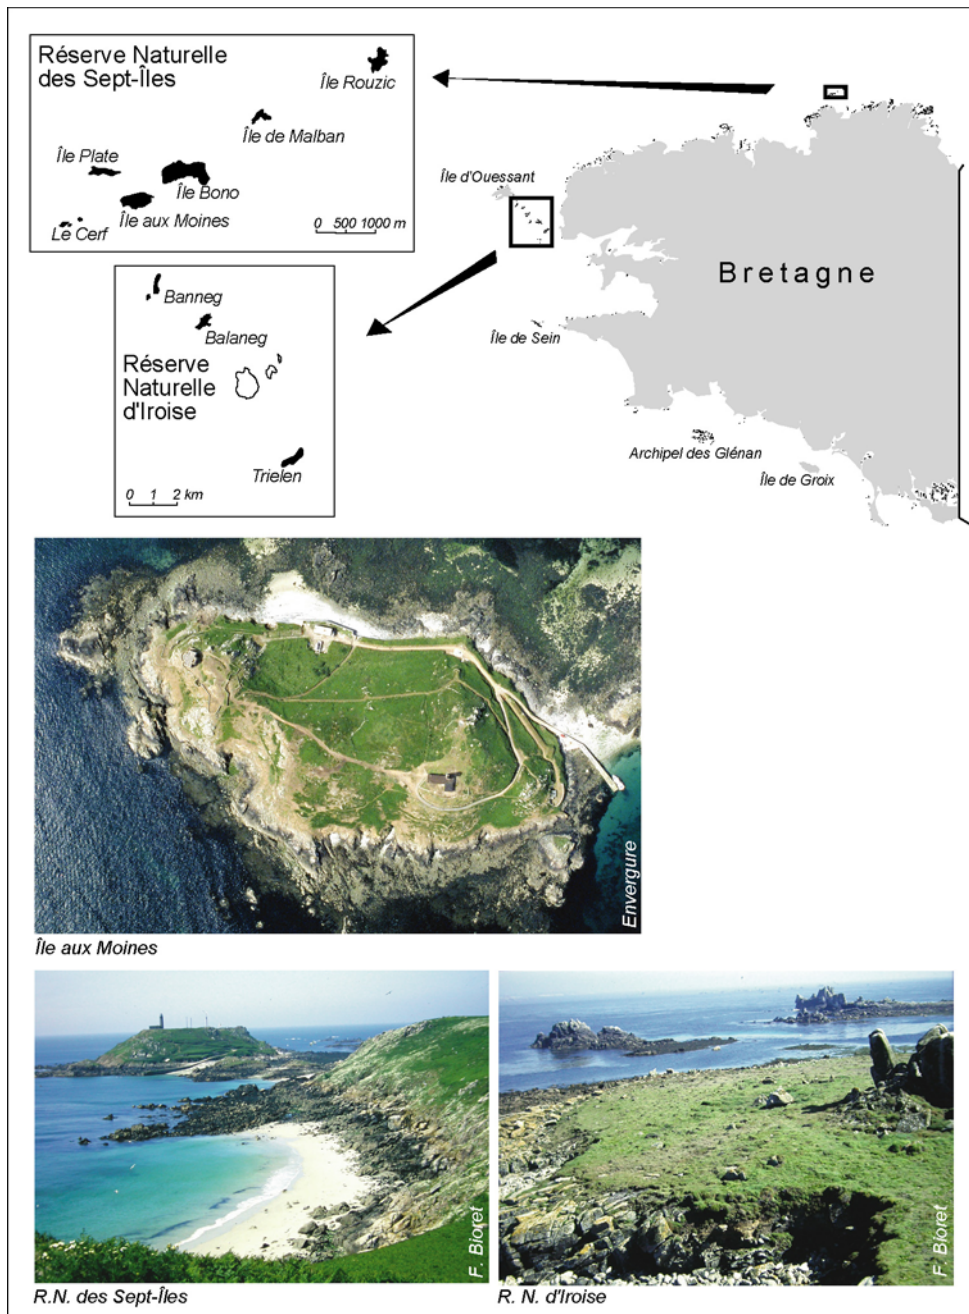 Réserve Naturelle
des Sept-Îles
Île Rouzic
Île de Malban
Île Plate
Île Bono
Île aux Moines
Le Cerf
0 500 1000 m
Île d'Ouessant
Bretagne
Île de Sein
Archipel des Glénan
Île de Groix
Banneg
Balaneg
Réserve
Naturelle
d'Iroise
Trielen
0 1 2 km
Envergure
Île aux Moines
F. Bioret
R.N. des Sept-Îles
F. Bioret
R. N. d'Iroise